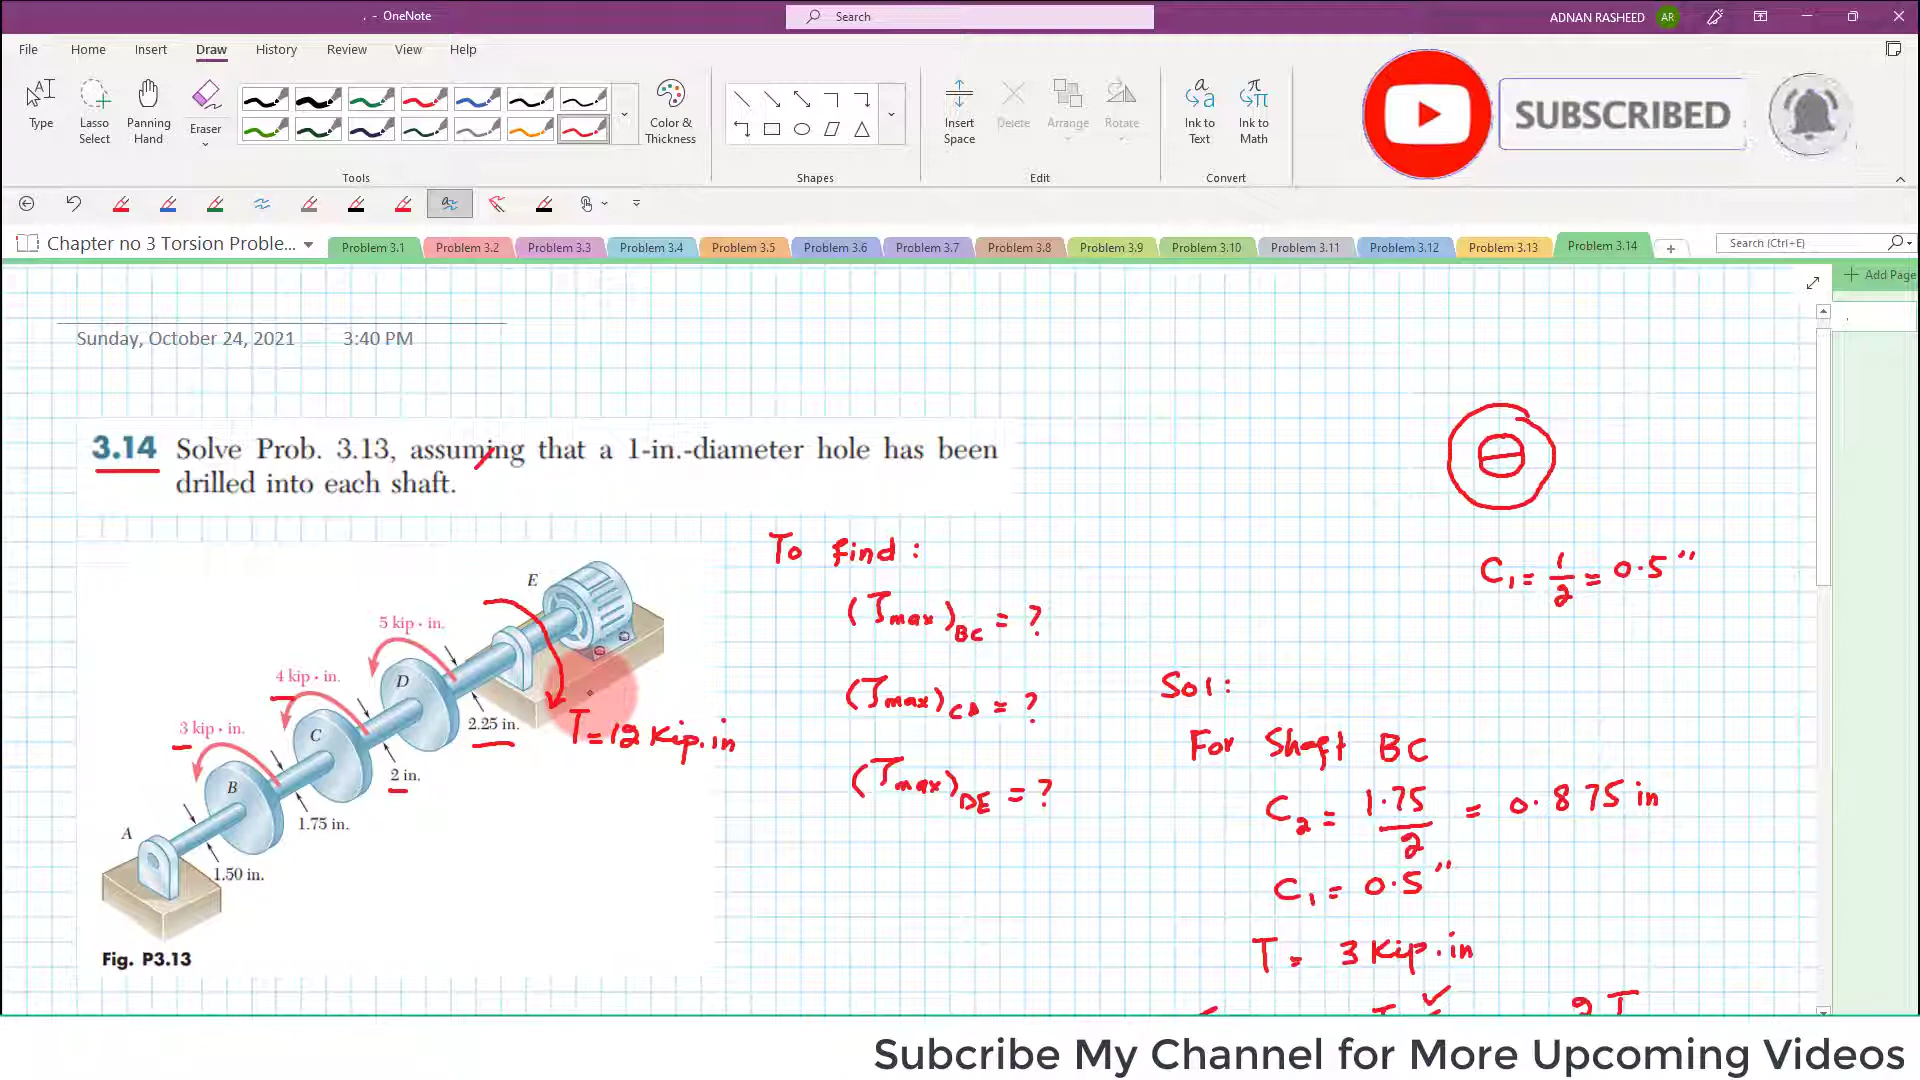 . - OneNote
Search
ADNAN RASHEED
AR
File
Home
Insert
Draw
History
Review
View
Help
Type
Lasso Select
Panning Hand
Eraser
Color & Thickness
Insert Space
Delete
Arrange
Rotate
Ink to Text
Ink to Math
Tools
Shapes
Edit
Convert
SUBSCRIBED
Chapter no 3 Torsion Proble...
Problem 3.1
Problem 3.2
Problem 3.3
Problem 3.4
Problem 3.5
Problem 3.6
Problem 3.7
Problem 3.8
Problem 3.9
Problem 3.10
Problem 3.11
Problem 3.12
Problem 3.13
Problem 3.14
Search (Ctrl+E)
Add Page
Sunday, October 24, 2021 3:40 PM
3.14 Solve Prob. 3.13, assuming that a 1-in.-diameter hole has been
drilled into each shaft.
E
5 kip · in.
4 kip · in.
D
3 kip · in.
C
2.25 in.
T = 12 Kip.in
B
2 in.
A
1.75 in.
1.50 in.
Fig. P3.13
To find :
(τmax)BC = ?
(τmax)CD = ?
(τmax)DE = ?
C1 = 1/2 = 0.5"
Sol:
For Shaft BC
C2 = 1.75/2 = 0.875 in
C1 = 0.5"
T = 3 Kip.in
2 T
Subcribe My Channel for More Upcoming Videos